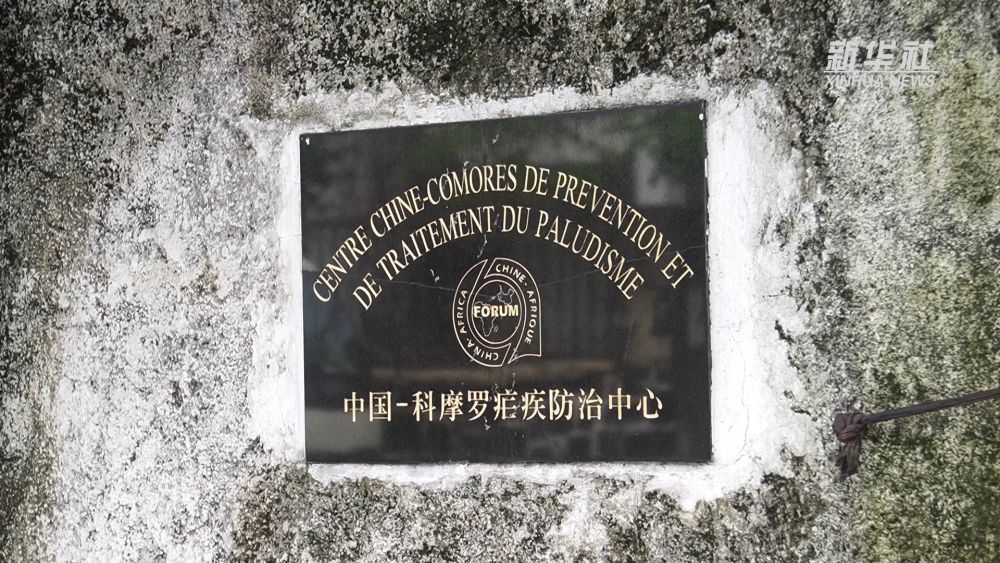 新华社
XINHUA NEWS
CENTRE CHINE-COMORES DE PREVENTION ET
DE TRAITEMENT DU PALUDISME
CHINE-AFRIQUE
FORUM
CHINA-AFRICA
中国-科摩罗疟疾防治中心